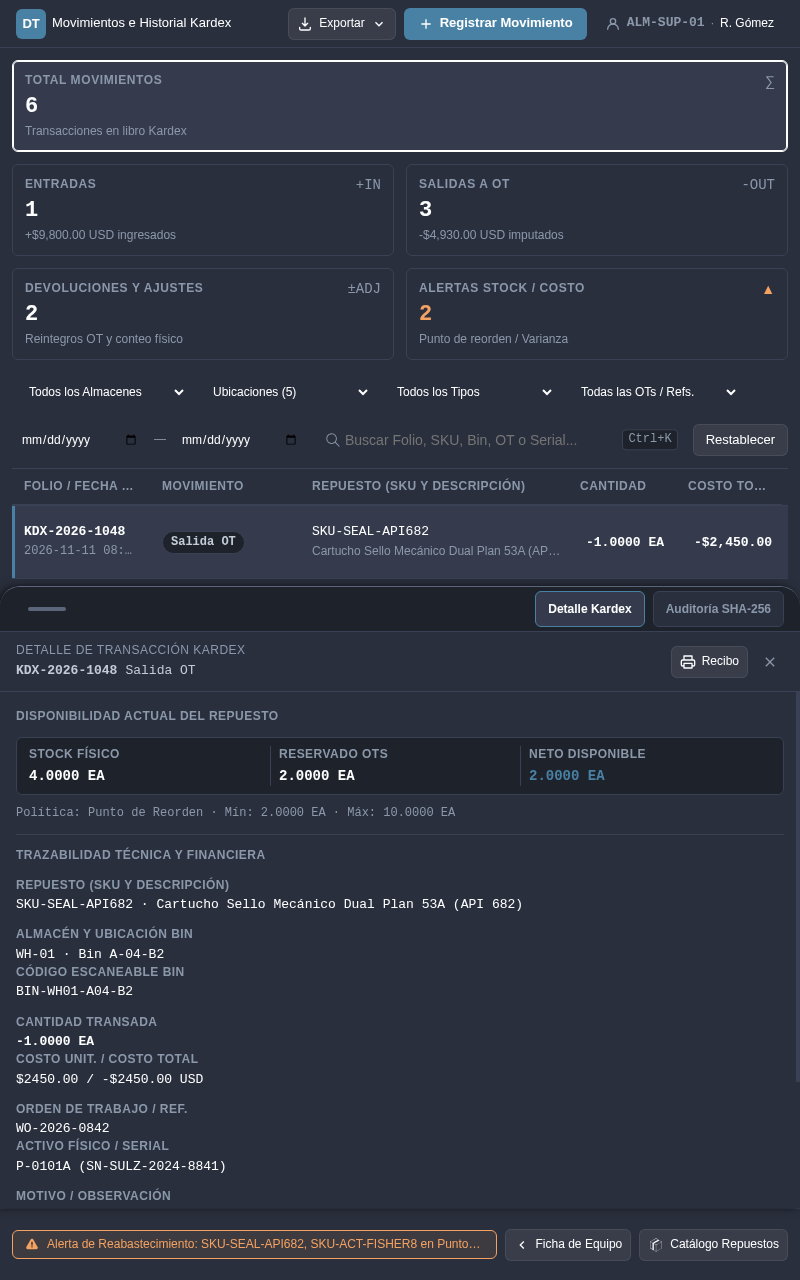 DT Movimientos e Historial Kardex Exportar Registrar Movimiento ALM-SUP-01 · R. Gómez
TOTAL MOVIMIENTOS ∑
6
Transacciones en libro Kardex
ENTRADAS +IN
1
+$9,800.00 USD ingresados
SALIDAS A OT -OUT
3
-$4,930.00 USD imputados
DEVOLUCIONES Y AJUSTES ±ADJ
2
Reintegros OT y conteo físico
ALERTAS STOCK / COSTO ▲
2
Punto de reorden / Varianza
Todos los Almacenes Ubicaciones (5) Todos los Tipos Todas las OTs / Refs.
mm/dd/yyyy — mm/dd/yyyy Buscar Folio, SKU, Bin, OT o Serial... Ctrl+K Restablecer
FOLIO / FECHA ... MOVIMIENTO REPUESTO (SKU Y DESCRIPCIÓN) CANTIDAD COSTO TO...
KDX-2026-1048
2026-11-11 08:…
Salida OT
SKU-SEAL-API682
Cartucho Sello Mecánico Dual Plan 53A (AP...
-1.0000 EA -$2,450.00
Detalle Kardex Auditoría SHA-256
DETALLE DE TRANSACCIÓN KARDEX
KDX-2026-1048 Salida OT
Recibo ×
DISPONIBILIDAD ACTUAL DEL REPUESTO
STOCK FÍSICO RESERVADO OTS NETO DISPONIBLE
4.0000 EA 2.0000 EA 2.0000 EA
Política: Punto de Reorden · Mín: 2.0000 EA · Máx: 10.0000 EA
TRAZABILIDAD TÉCNICA Y FINANCIERA
REPUESTO (SKU Y DESCRIPCIÓN)
SKU-SEAL-API682 · Cartucho Sello Mecánico Dual Plan 53A (API 682)
ALMACÉN Y UBICACIÓN BIN
WH-01 · Bin A-04-B2
CÓDIGO ESCANEABLE BIN
BIN-WH01-A04-B2
CANTIDAD TRANSADA
-1.0000 EA
COSTO UNIT. / COSTO TOTAL
$2450.00 / -$2450.00 USD
ORDEN DE TRABAJO / REF.
WO-2026-0842
ACTIVO FÍSICO / SERIAL
P-0101A (SN-SULZ-2024-8841)
MOTIVO / OBSERVACIÓN
Alerta de Reabastecimiento: SKU-SEAL-API682, SKU-ACT-FISHER8 en Punto... Ficha de Equipo Catálogo Repuestos